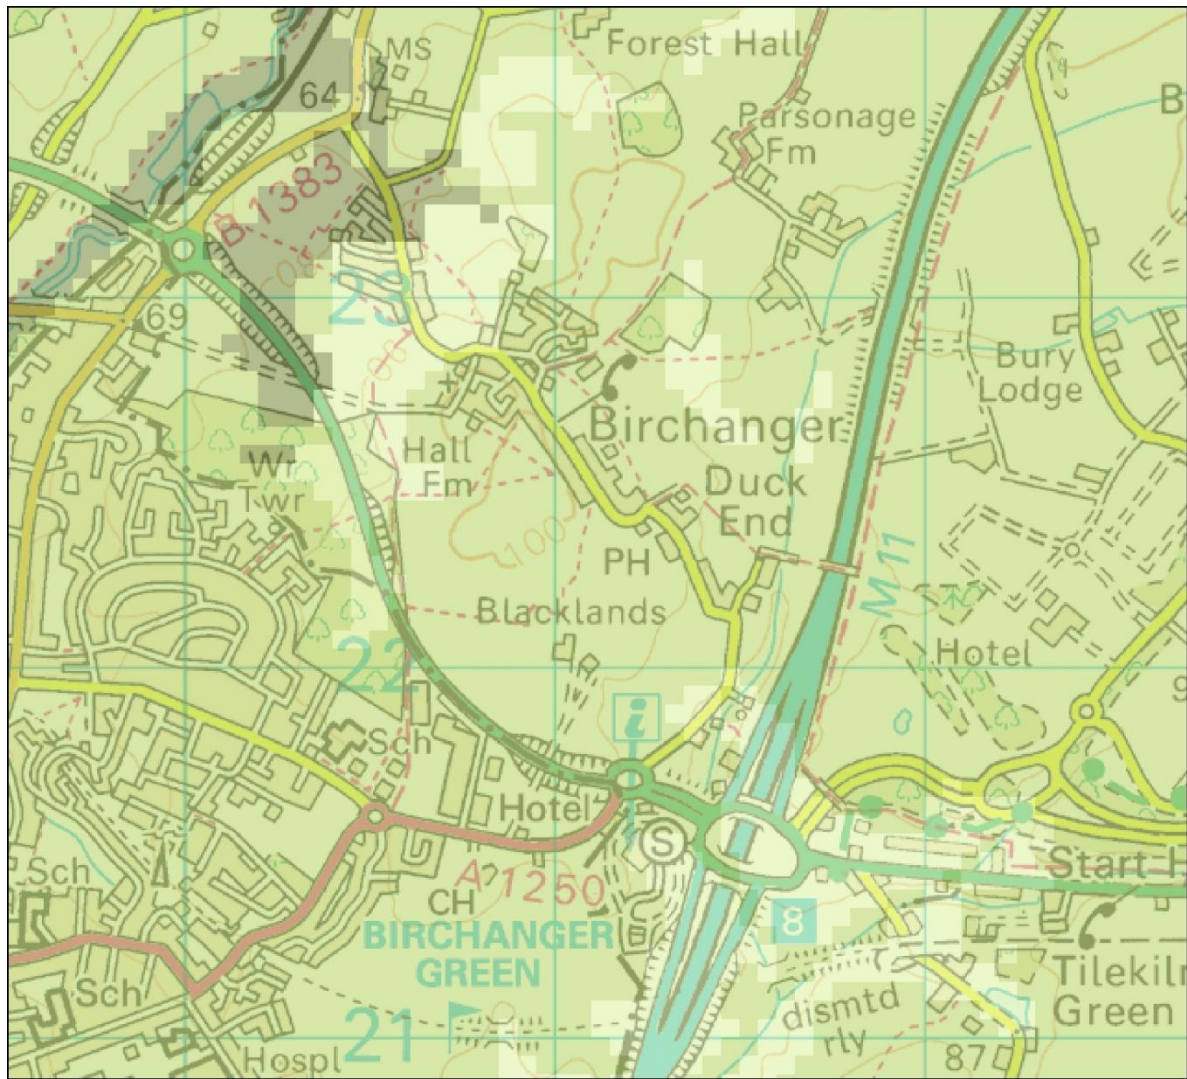 Forest Hall
MS
64
Parsonage
Fm
B
B 1383
23
100
69
100
Bury
Lodge
Birchanger
Hall
Fm
Wr
Twr
Duck
End
100
PH
M 11
Blacklands
22
Hotel
9
i
Sch
Hotel
S
Sch
A 1250
Start H
CH
8
BIRCHANGER
GREEN
Sch
Tilekiln
Green
dismtd
rly
21
Hospl
87